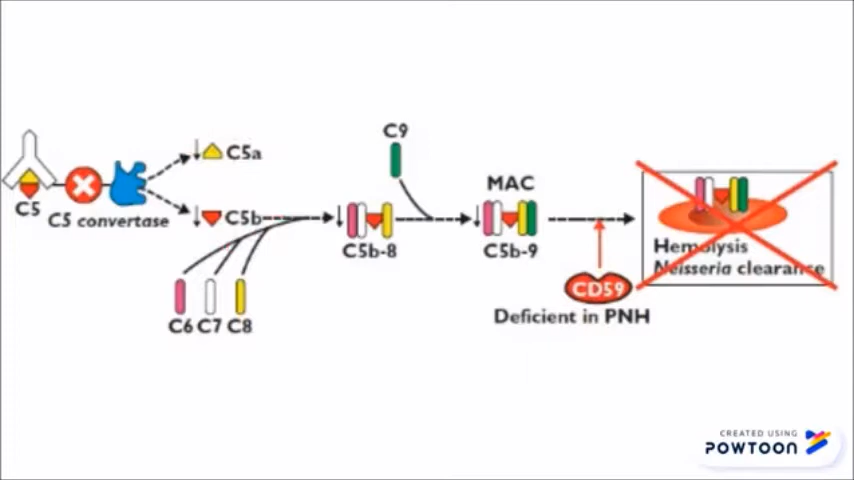 C9
C5a
MAC
C5
C5 convertase
C5b
C5b-8
C5b-9
Hemolysis
Neisseria clearance
CD59
Deficient in PNH
C6 C7 C8
CREATED USING
POWTOON